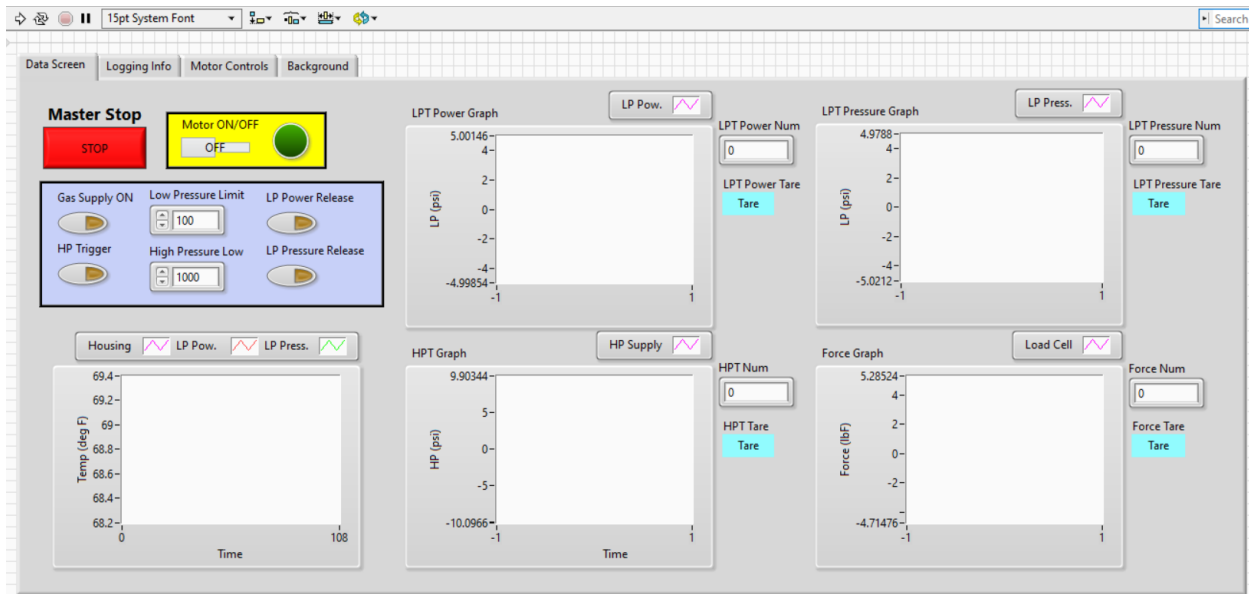 15pt System Font
Search
Data Screen
Logging Info
Motor Controls
Background
Master Stop
STOP
Motor ON/OFF
OFF
Gas Supply ON
Low Pressure Limit
LP Power Release
100
HP Trigger
High Pressure Low
LP Pressure Release
1000
LPT Power Graph
LP Pow.
5.00146
4
2
0
-2
-4
-4.99854
LP (psi)
-1
1
LPT Power Num
0
LPT Power Tare
Tare
LPT Pressure Graph
LP Press.
4.9788
4
2
0
-2
-4
-5.0212
LP (psi)
-1
1
LPT Pressure Num
0
LPT Pressure Tare
Tare
Housing
LP Pow.
LP Press.
69.4
69.2
69
68.8
68.6
68.4
68.2
Temp (deg F)
0
108
Time
HPT Graph
HP Supply
9.90344
5
0
-5
-10.0966
HP (psi)
-1
1
Time
HPT Num
0
HPT Tare
Tare
Force Graph
Load Cell
5.28524
4
2
0
-2
-4.71476
Force (lbF)
-1
1
Force Num
0
Force Tare
Tare